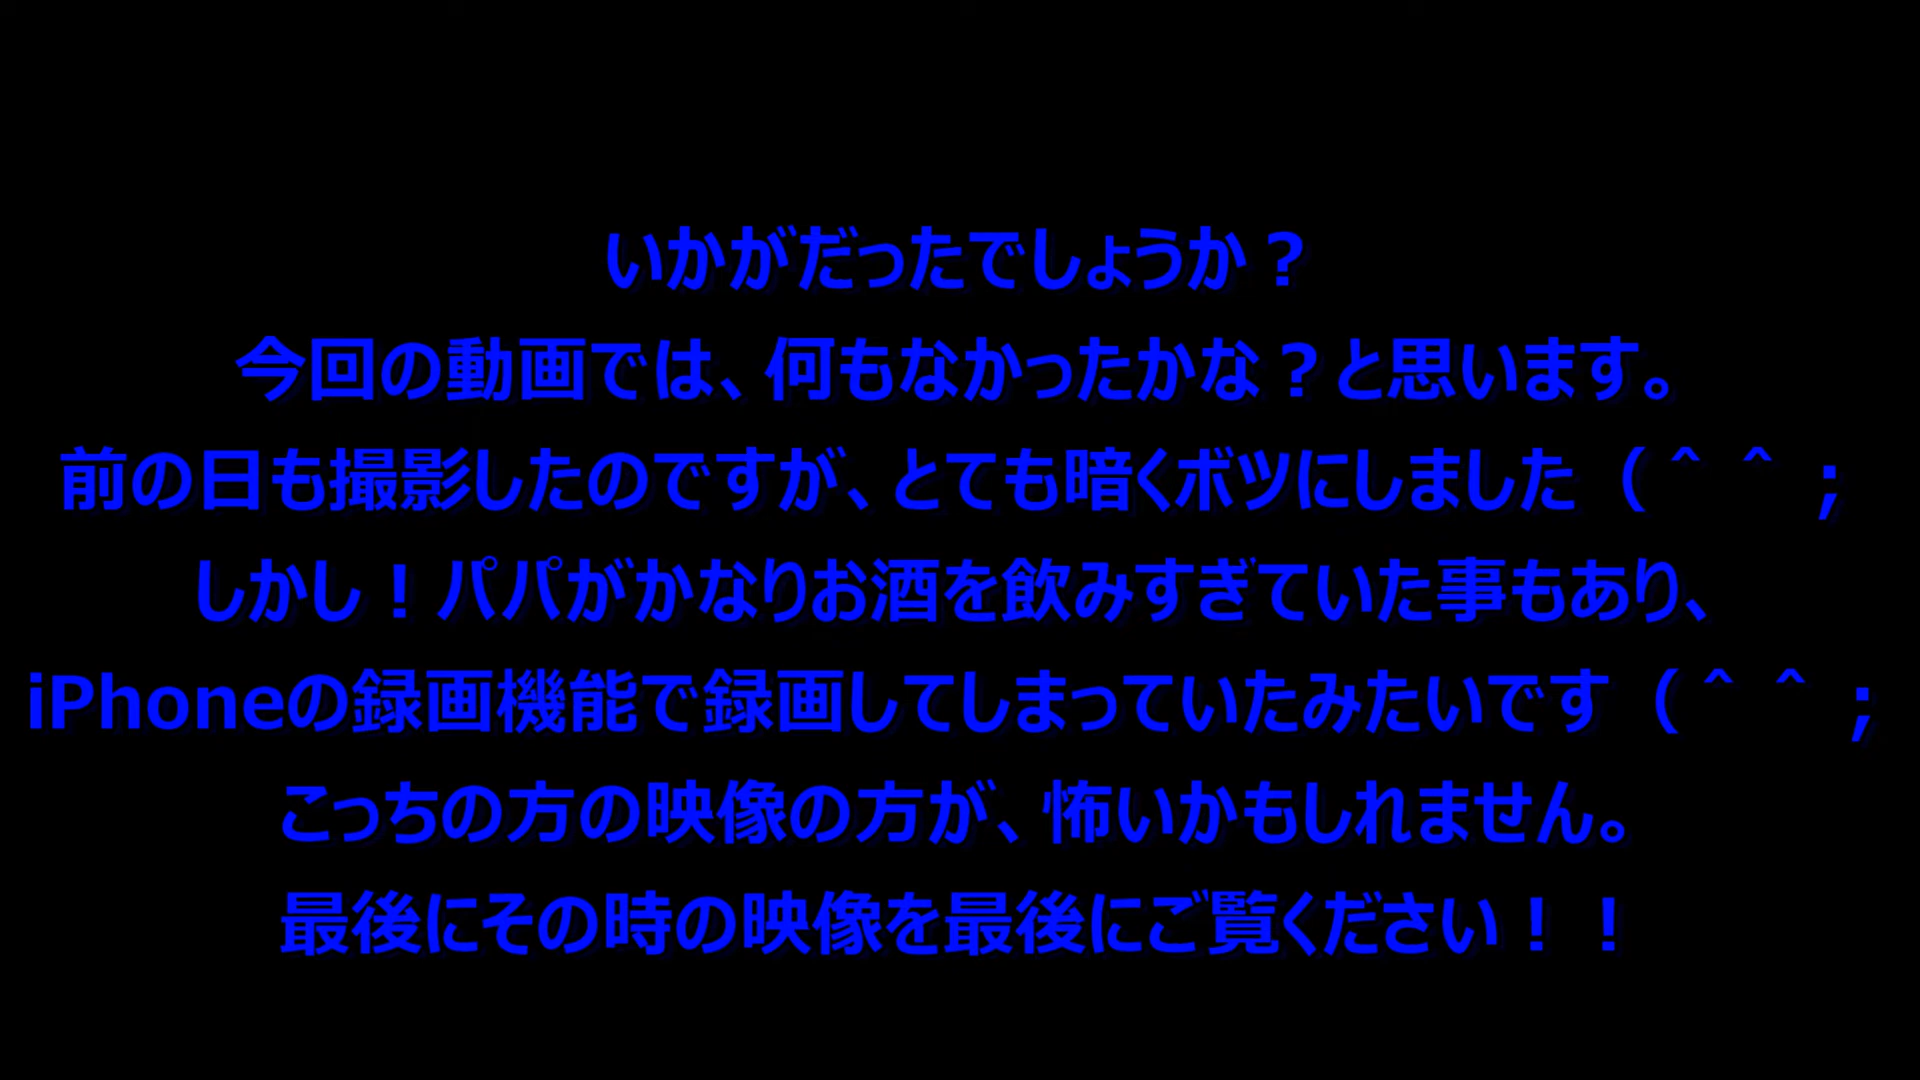 いかがだったでしょうか？
今回の動画では、何もなかったかな？と思います。
前の日も撮影したのですが、とても暗くボツにしました（＾＾；
しかし！パパがかなりお酒を飲みすぎていた事もあり、
iPhoneの録画機能で録画してしまっていたみたいです（＾＾；
こっちの方の映像の方が、怖いかもしれません。
最後にその時の映像を最後にご覧ください！！